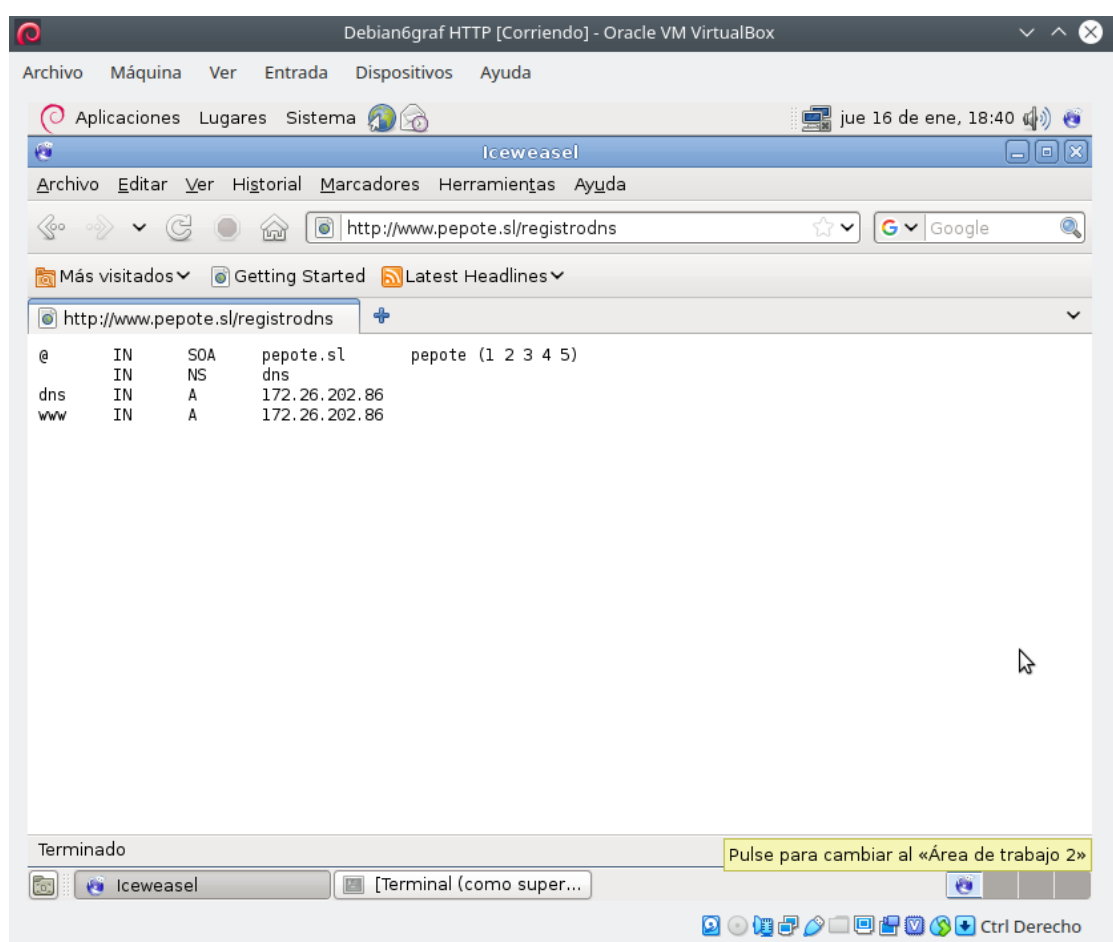 Debian6graf HTTP [Corriendo] - Oracle VM VirtualBox
Archivo Máquina Ver Entrada Dispositivos Ayuda
Aplicaciones Lugares Sistema jue 16 de ene, 18:40
Iceweasel
Archivo Editar Ver Historial Marcadores Herramientas Ayuda
http://www.pepote.sl/registrodns G Google
Más visitados Getting Started Latest Headlines
http://www.pepote.sl/registrodns
@ IN SOA pepote.sl pepote (1 2 3 4 5)
IN NS dns
dns IN A 172.26.202.86
www IN A 172.26.202.86
Terminado
Pulse para cambiar al «Área de trabajo 2»
Iceweasel [Terminal (como super...
Ctrl Derecho